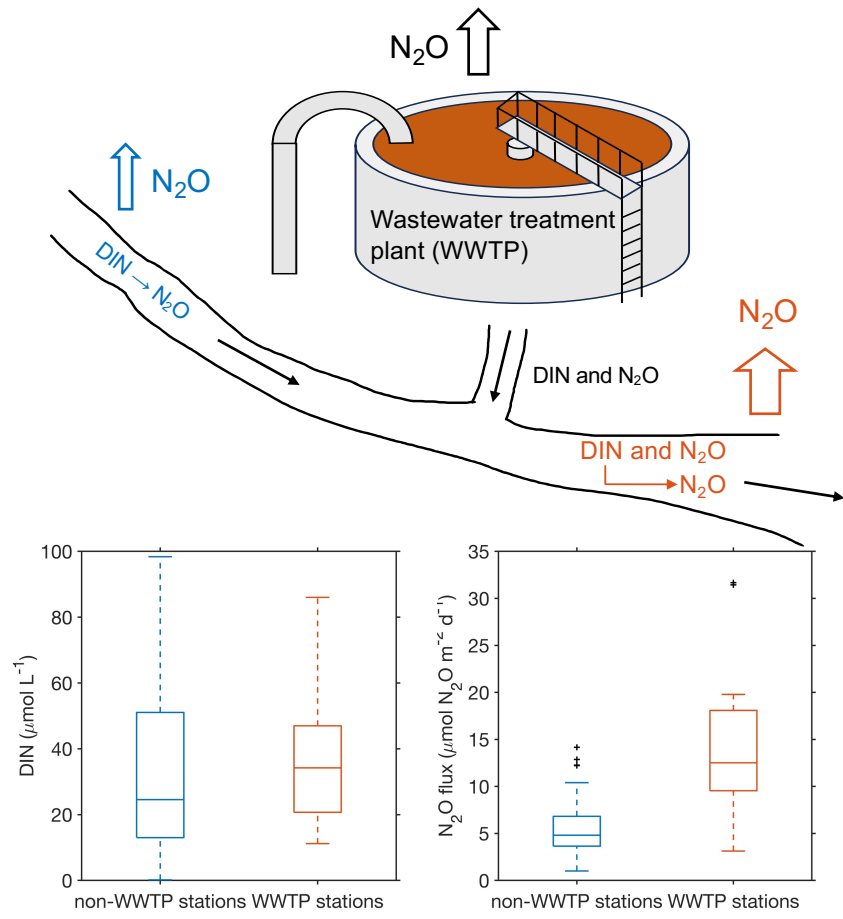 N₂O
N₂O
Wastewater treatment
plant (WWTP)
DIN → N₂O
N₂O
DIN and N₂O
DIN and N₂O
N₂O
100
80
60
40
20
0
DIN (μmol L⁻¹)
non-WWTP stations WWTP stations
35
30
25
20
15
10
5
0
N₂O flux (μmol N₂O m⁻² d⁻¹)
non-WWTP stations WWTP stations